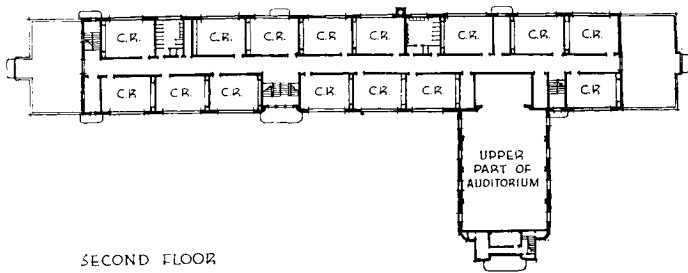 C.R. C.R. C.R. C.R. C.R. C.R. C.R. C.R.
C.R. C.R. C.R. C.R. C.R. C.R. C.R.
UPPER
PART OF
AUDITORIUM
SECOND FLOOR